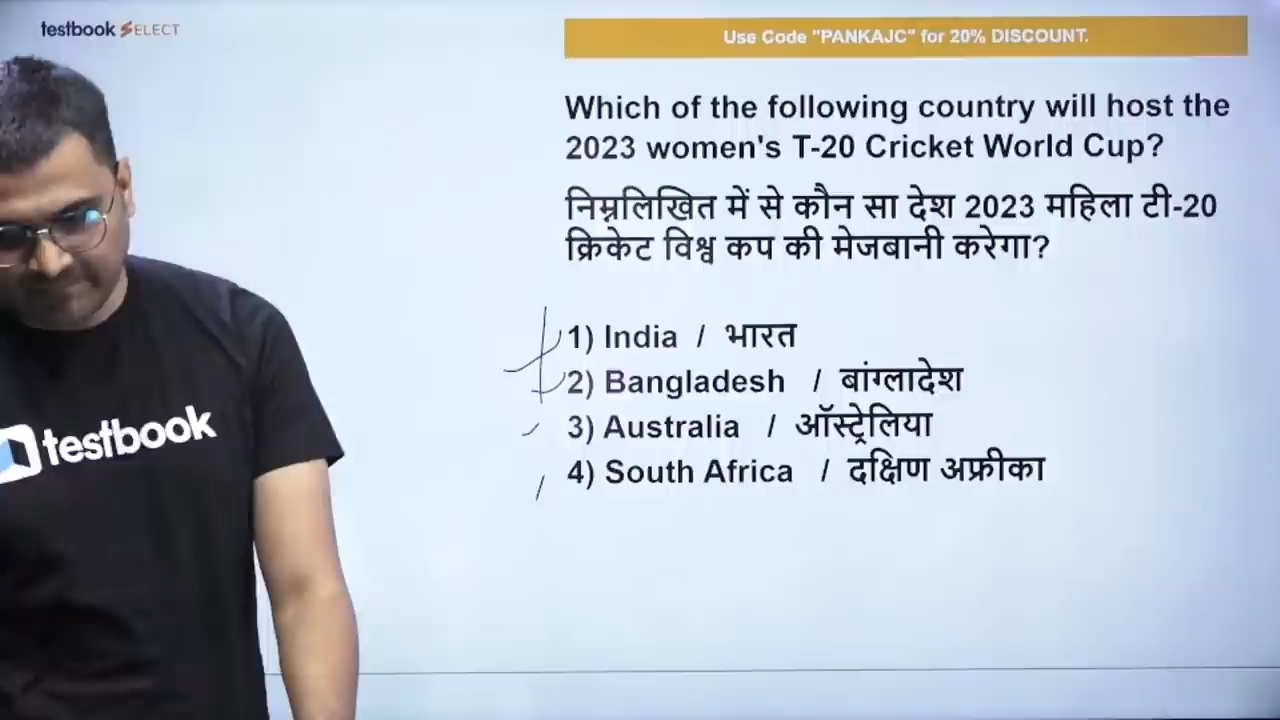 testbook SELECT
Use Code "PANKAJC" for 20% DISCOUNT.
Which of the following country will host the
2023 women's T-20 Cricket World Cup?
निम्नलिखित में से कौन सा देश 2023 महिला टी-20
क्रिकेट विश्व कप की मेजबानी करेगा?
1) India / भारत
2) Bangladesh / बांग्लादेश
3) Australia / ऑस्ट्रेलिया
4) South Africa / दक्षिण अफ्रीका
testbook